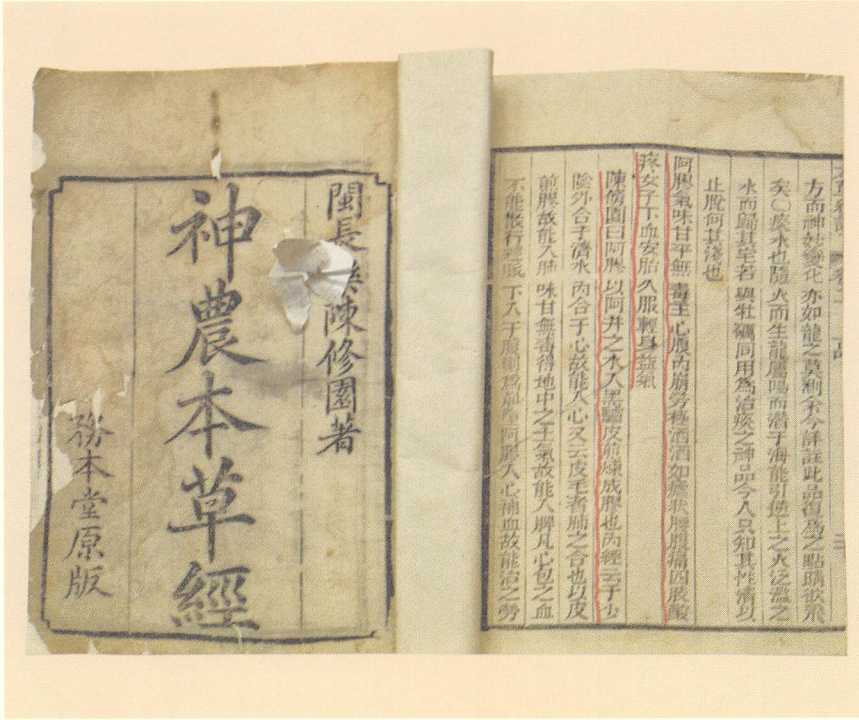 閩長陳修園著
神農本草經
務本堂原版
方而神妙變化亦如龍之莫測余今詳註此品復為之點睛欲飛
矣○痰水也隨火而生龍屬陽而潛于海能引逆上之火泛濫之
水而歸其宅若與牡礪同用為治痰之神品今人只知其性濇以
止脫何其淺也
阿膠氣味甘平無毒主心腹內崩勞極洒洒如瘧狀腰腹痛四肢酸
疼女子下血安胎久服輕身益氣
陳修園曰阿膠以阿井之水入黑驢皮煎煉成膠也內經云手少
陰外合于濟水內合于心故能入心又云皮毛者肺之合也以皮
煎膠故能入肺味甘無毒得地中之土氣故能入脾凡心包之血
不能散行經脈下入于腹則為崩墮阿膠入心補血故能治之勞